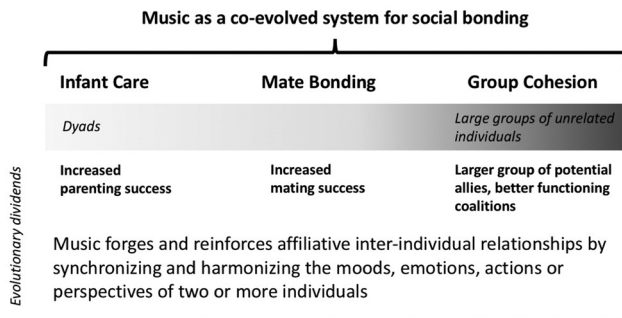 Music as a co-evolved system for social bonding
Infant Care
Mate Bonding
Group Cohesion
Dyads
Large groups of unrelated
individuals
Evolutionary dividends
Increased
parenting success
Increased
mating success
Larger group of potential
allies, better functioning
coalitions
Music forges and reinforces affiliative inter-individual relationships by
synchronizing and harmonizing the moods, emotions, actions or
perspectives of two or more individuals